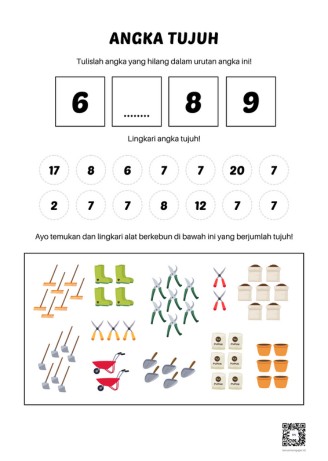 ANGKA TUJUH
Tulislah angka yang hilang dalam urutan angka ini!
6 ........ 8 9
Lingkari angka tujuh!
17 8 6 7 7 20 7
2 7 7 8 12 7 7
Ayo temukan dan lingkari alat berkebun di bawah ini yang berjumlah tujuh!